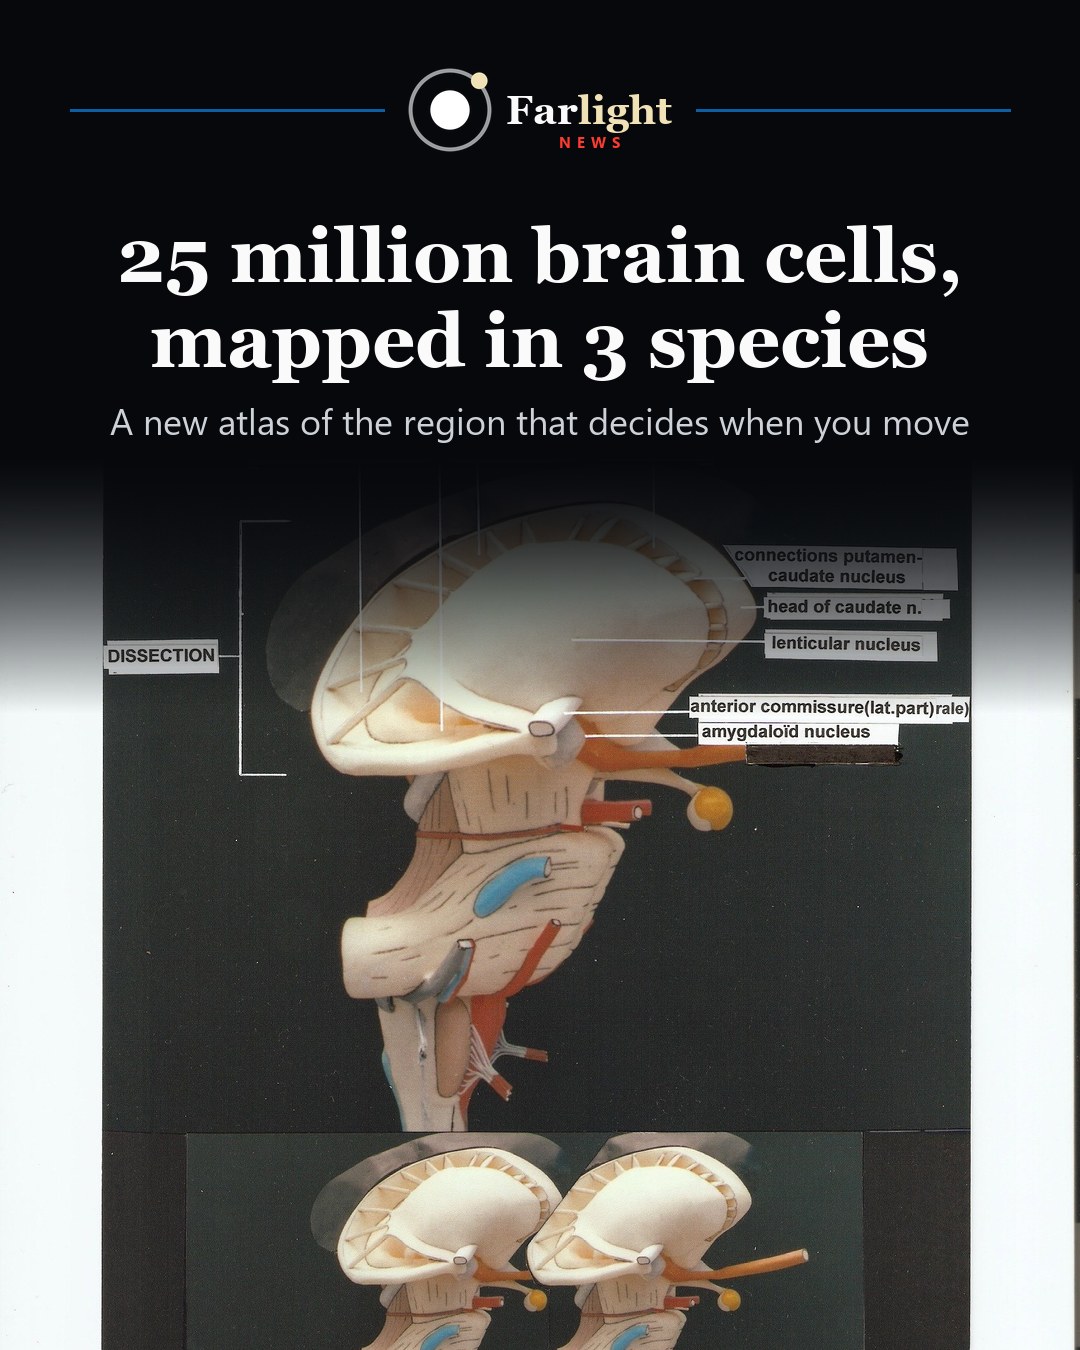 Farlight
NEWS
25 million brain cells,
mapped in 3 species
A new atlas of the region that decides when you move
connections putamen-
caudate nucleus
head of caudate n.
lenticular nucleus
DISSECTION
anterior commissure(lat.part)rale)
amygdaloïd nucleus